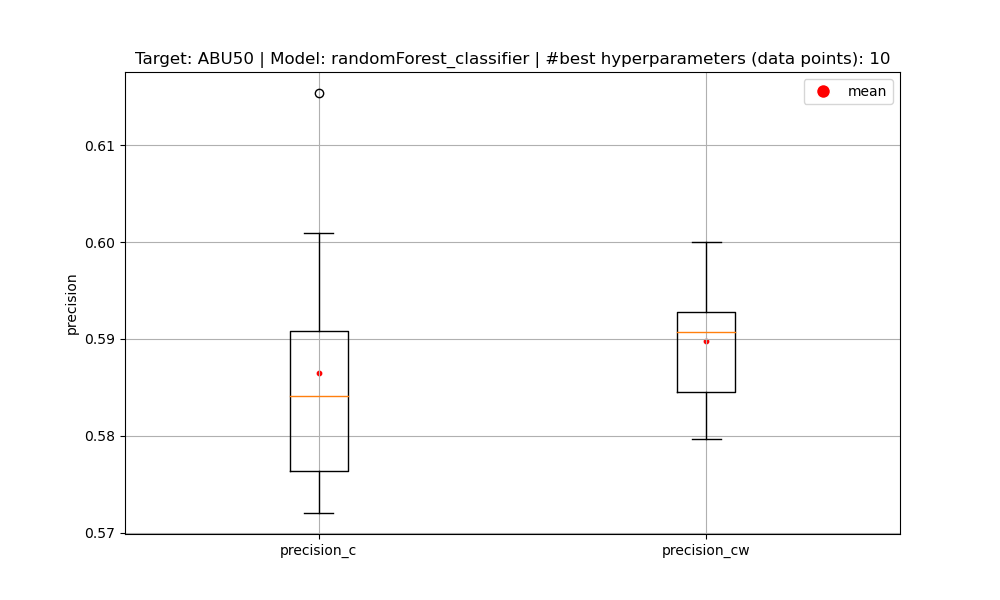 Target: ABU50 | Model: randomForest_classifier | #best hyperparameters (data points): 10
mean
0.61
0.60
0.59
0.58
0.57
precision
precision_c
precision_cw